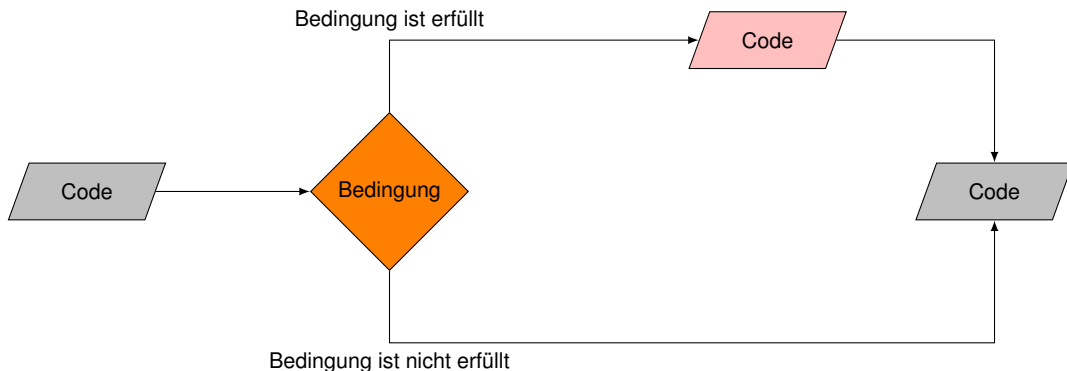 Bedingung ist erfüllt
Code
Code
Bedingung
Code
Bedingung ist nicht erfüllt